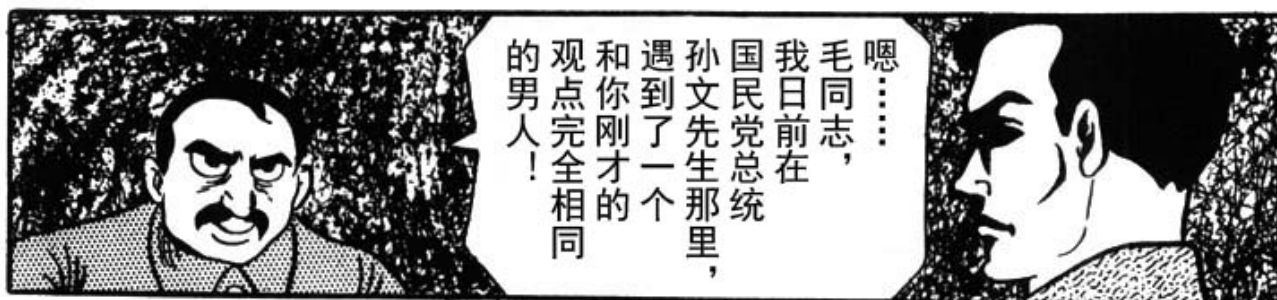 嗯……
毛同志，
我日前在
国民党总统
孙文先生那里，
遇到了一个
和你刚才的
观点完全相同
的男人！